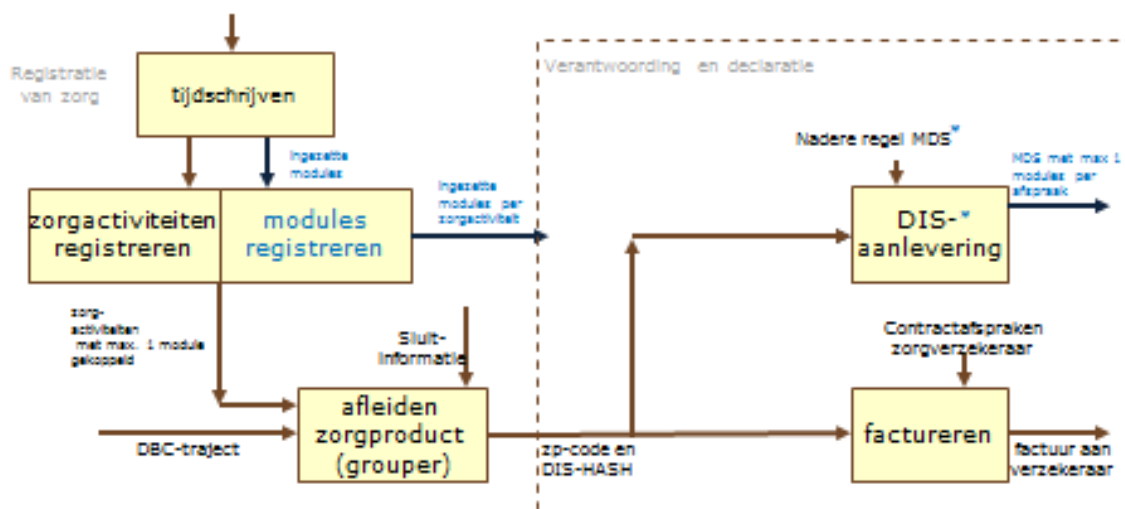 Registratie
van zorg
tijdschrijven
Ingezette
modules
zorgactiviteiten
registreren
modules
registreren
Ingezette
modules per
zorgactiviteit
zorg-
activiteiten
met max. 1 module
gekoppeld
Sluit-
informatie
DBC-traject
afleiden
zorgproduct
(grouper)
zp-code en
DIS-HASH
Verantwoording en declaratie
Nadere regel MDS*
MDS met max 1
modules per
afspraak
DIS-*
aanlevering
Contractafspraken
zorgverzekeraar
factureren
factuur aan
verzekeraar